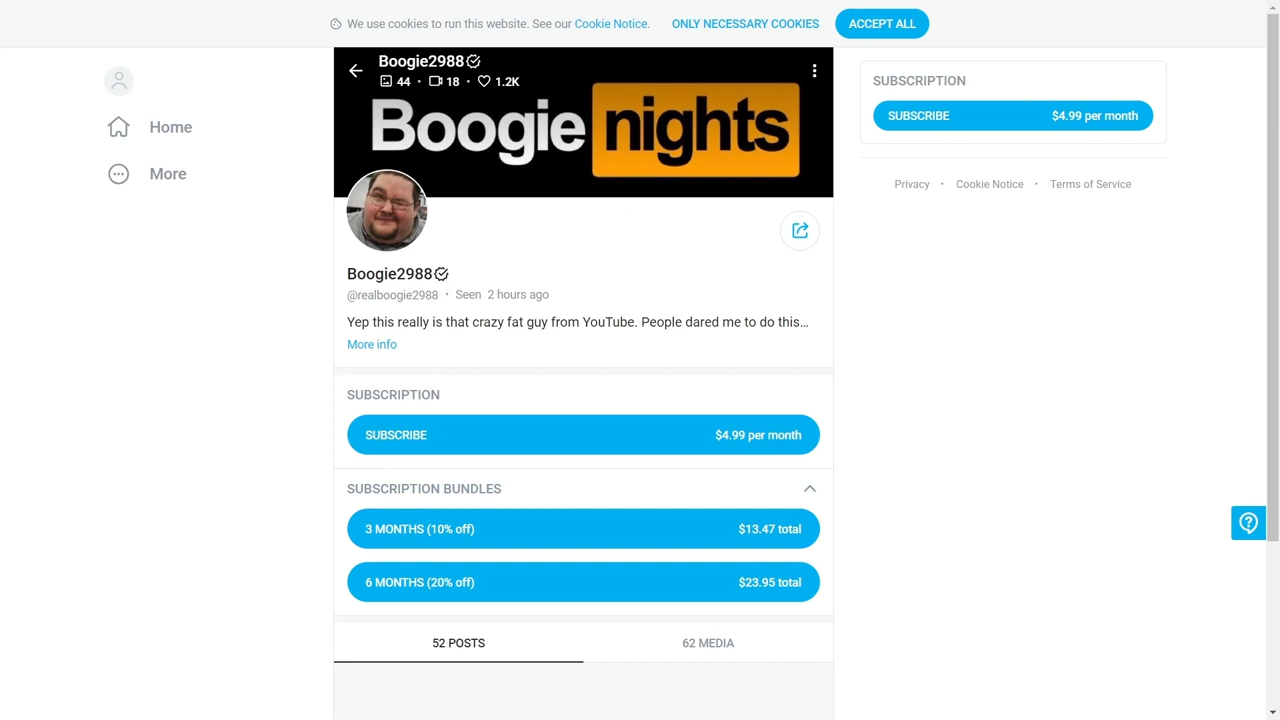 We use cookies to run this website. See our Cookie Notice.
ONLY NECESSARY COOKIES
ACCEPT ALL
Home
More
Boogie2988
44 • 18 • 1.2K
Boogie nights
Boogie2988
@realboogie2988 • Seen 2 hours ago
Yep this really is that crazy fat guy from YouTube. People dared me to do this...
More info
SUBSCRIPTION
SUBSCRIBE $4.99 per month
SUBSCRIPTION BUNDLES
3 MONTHS (10% off) $13.47 total
6 MONTHS (20% off) $23.95 total
52 POSTS
62 MEDIA
SUBSCRIPTION
SUBSCRIBE $4.99 per month
Privacy • Cookie Notice • Terms of Service